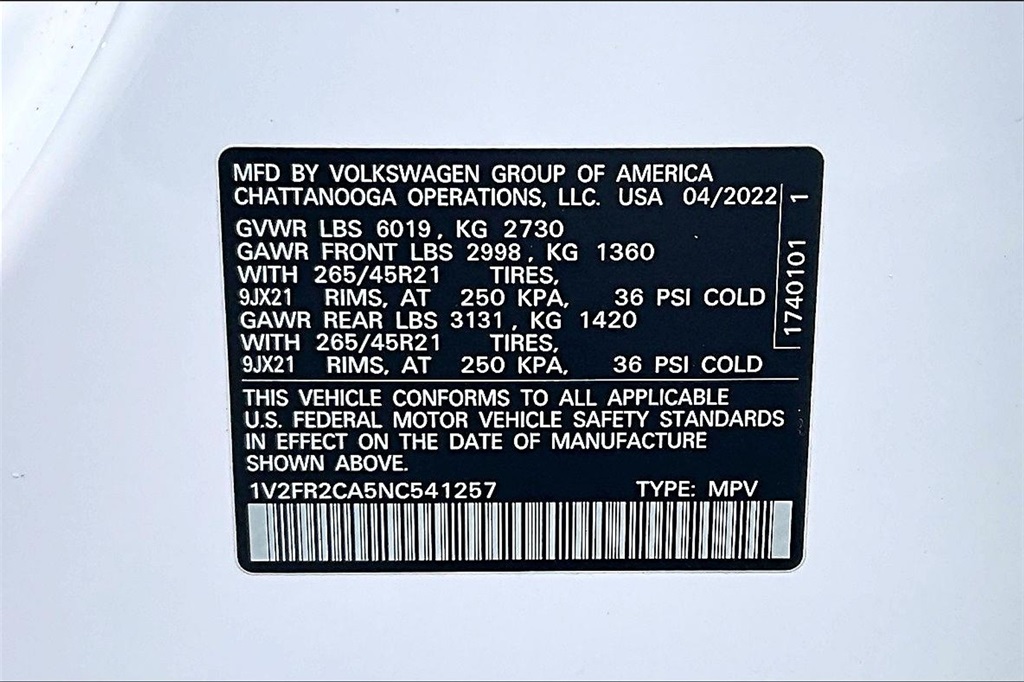 MFD BY VOLKSWAGEN GROUP OF AMERICA
CHATTANOOGA OPERATIONS, LLC. USA 04/2022
GVWR LBS 6019, KG 2730
GAWR FRONT LBS 2998, KG 1360
WITH 265/45R21 TIRES,
9JX21 RIMS, AT 250 KPA, 36 PSI COLD
GAWR REAR LBS 3131, KG 1420
WITH 265/45R21 TIRES,
9JX21 RIMS, AT 250 KPA, 36 PSI COLD
1740101 1
THIS VEHICLE CONFORMS TO ALL APPLICABLE
U.S. FEDERAL MOTOR VEHICLE SAFETY STANDARDS
IN EFFECT ON THE DATE OF MANUFACTURE
SHOWN ABOVE.
1V2FR2CA5NC541257 TYPE: MPV